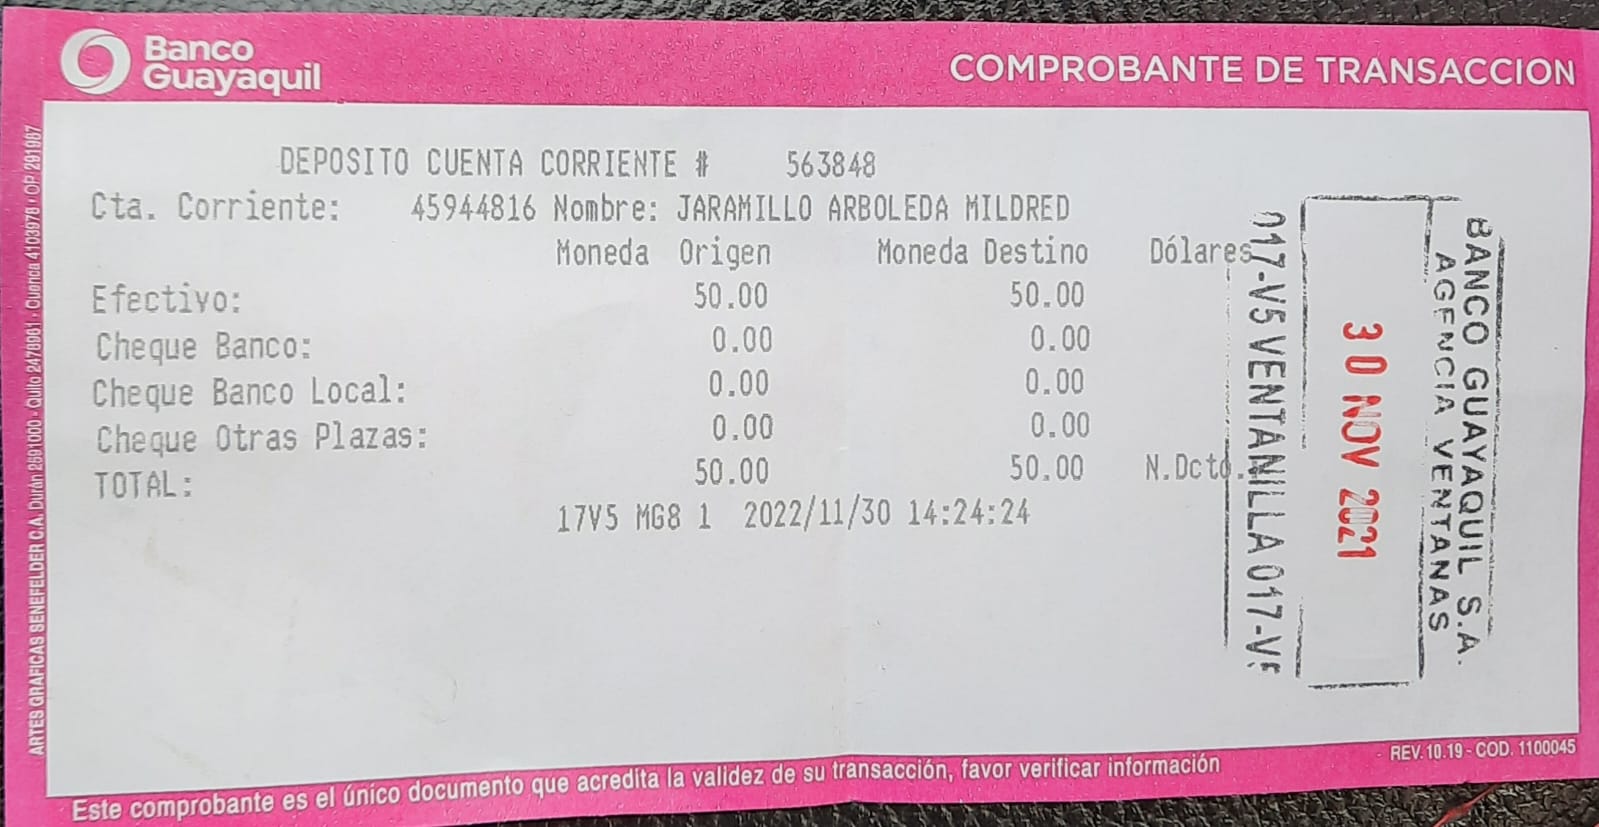 Banco
Guayaquil
COMPROBANTE DE TRANSACCION
DEPOSITO CUENTA CORRIENTE # 563848
Cta. Corriente: 45944816 Nombre: JARAMILLO ARBOLEDA MILDRED
Moneda Origen Moneda Destino Dólares
Efectivo: 50.00 50.00
Cheque Banco: 0.00 0.00
Cheque Banco Local: 0.00 0.00
Cheque Otras Plazas: 0.00 0.00
TOTAL: 50.00 50.00 N.Dcto.
17V5 MG8 1 2022/11/30 14:24:24
BANCO GUAYAQUIL S.A.
AGENCIA VENTANAS
30 NOV 2021
017-V5 VENTANILLA 017-V5
ARTES GRAFICAS SENEFELDER C.A. Durán 2691000 - Quito 2476961 - Cuenca 4103978 - OP 291987
REV. 10.19 - COD. 1100045
Este comprobante es el único documento que acredita la validez de su transacción, favor verificar información